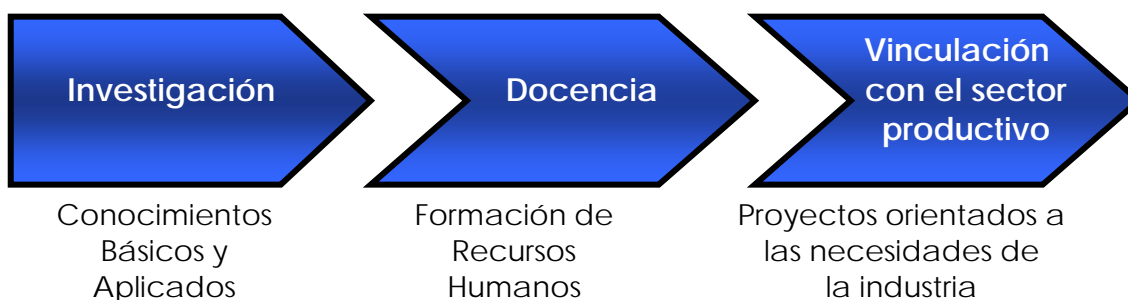 Investigación
Conocimientos
Básicos y
Aplicados
Docencia
Formación de
Recursos
Humanos
Vinculación
con el sector
productivo
Proyectos orientados a
las necesidades de
la industria